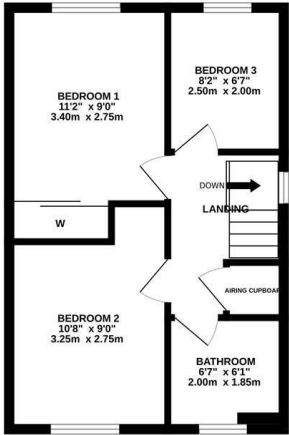 BEDROOM 1
11'2" x 9'0"
3.40m x 2.75m
BEDROOM 3
8'2" x 6'7"
2.50m x 2.00m
DOWN
LANDING
W
AIRING CUPBOAR
BEDROOM 2
10'8" x 9'0"
3.25m x 2.75m
BATHROOM
6'7" x 6'1"
2.00m x 1.85m